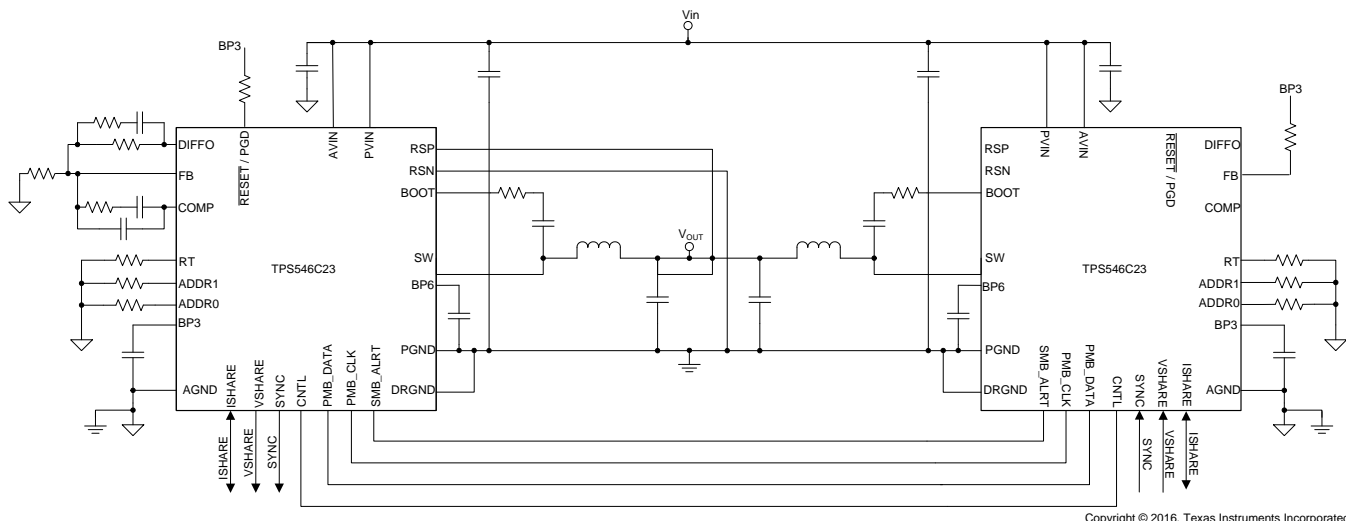 Vin
BP3
RESET / PGD
AVIN
PVIN
DIFFO
FB
COMP
RT
ADDR1
ADDR0
BP3
AGND
TPS546C23
RSP
RSN
BOOT
SW
BP6
PGND
DRGND
ISHARE
VSHARE
SYNC
CNTL
PMB_DATA
PMB_CLK
SMB_ALRT
ISHARE
VSHARE
SYNC
VOUT
PVIN
AVIN
RESET / PGD
BP3
RSP
RSN
BOOT
SW
BP6
PGND
DRGND
TPS546C23
DIFFO
FB
COMP
RT
ADDR1
ADDR0
BP3
AGND
SMB_ALRT
PMB_CLK
PMB_DATA
CNTL
SYNC
VSHARE
ISHARE
SYNC
VSHARE
ISHARE
Copyright © 2016, Texas Instruments Incorporated